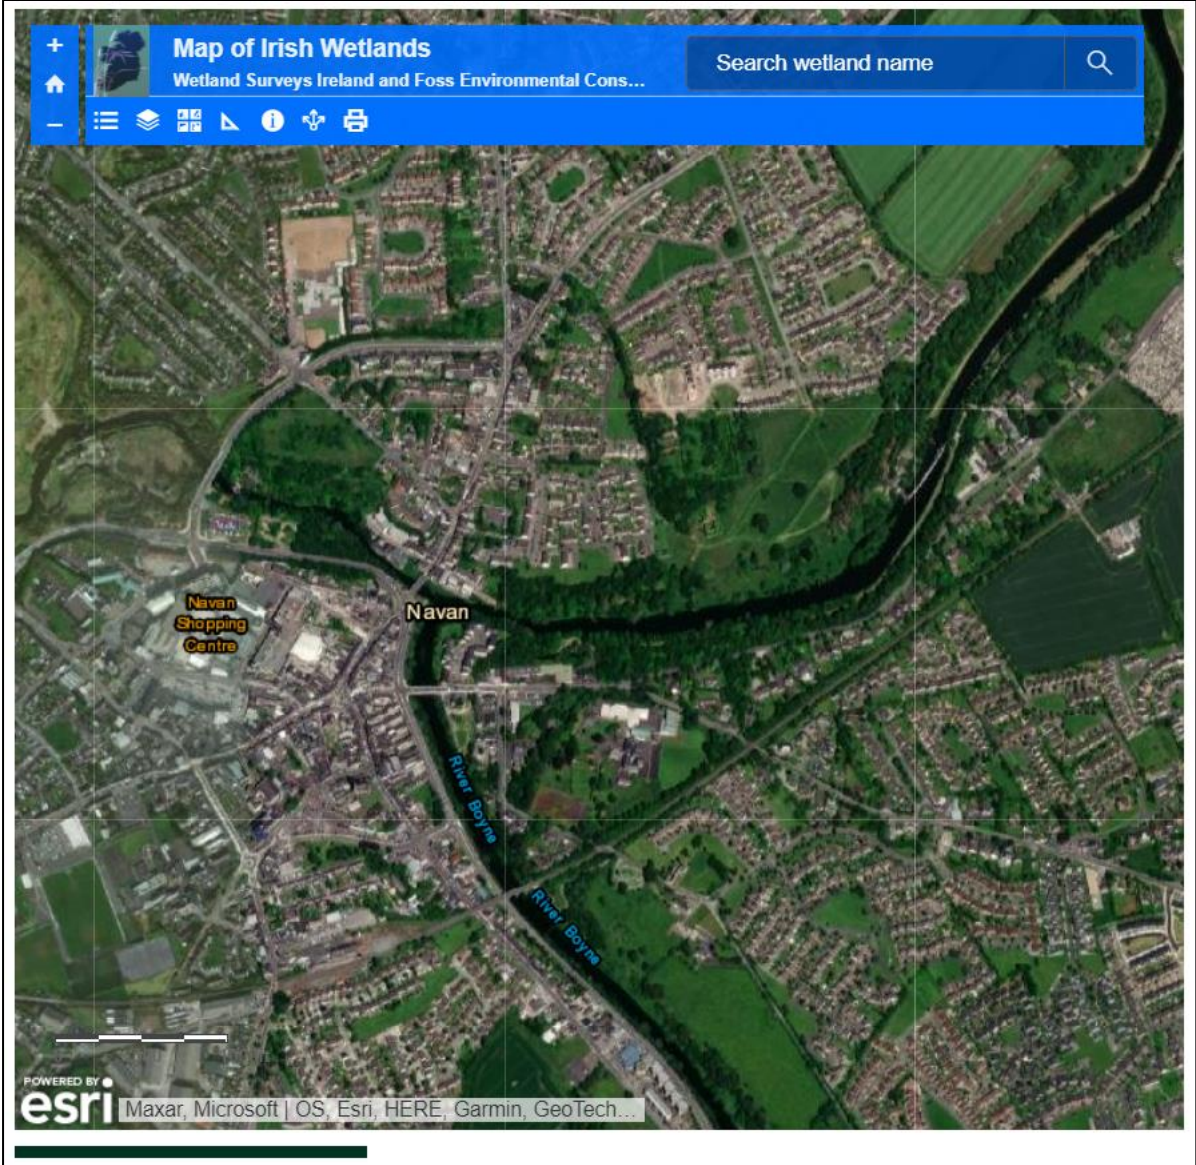 +
Map of Irish Wetlands
Wetland Surveys Ireland and Foss Environmental Cons...
Search wetland name
Navan
Shopping
Centre
Navan
River Boyne
River Boyne
POWERED BY
esri
Maxar, Microsoft | OS, Esri, HERE, Garmin, GeoTech...